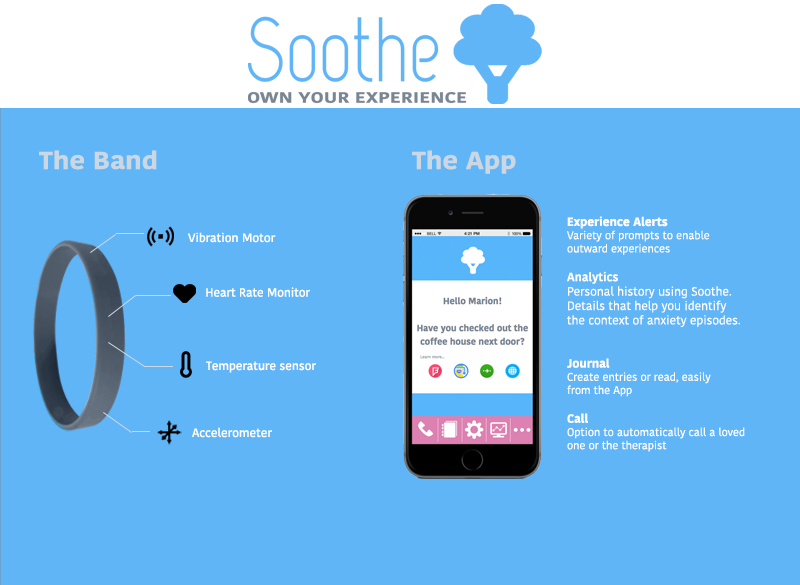 Soothe
OWN YOUR EXPERIENCE
The Band
Vibration Motor
Heart Rate Monitor
Temperature sensor
Accelerometer
The App
BELL
4:21 PM
100%
Hello Marion!
Have you checked out the
coffee house next door?
Learn more...
Experience Alerts
Variety of prompts to enable
outward experiences
Analytics
Personal history using Soothe.
Details that help you identify
the context of anxiety episodes.
Journal
Create entries or read, easily
from the App
Call
Option to automatically call a loved
one or the therapist